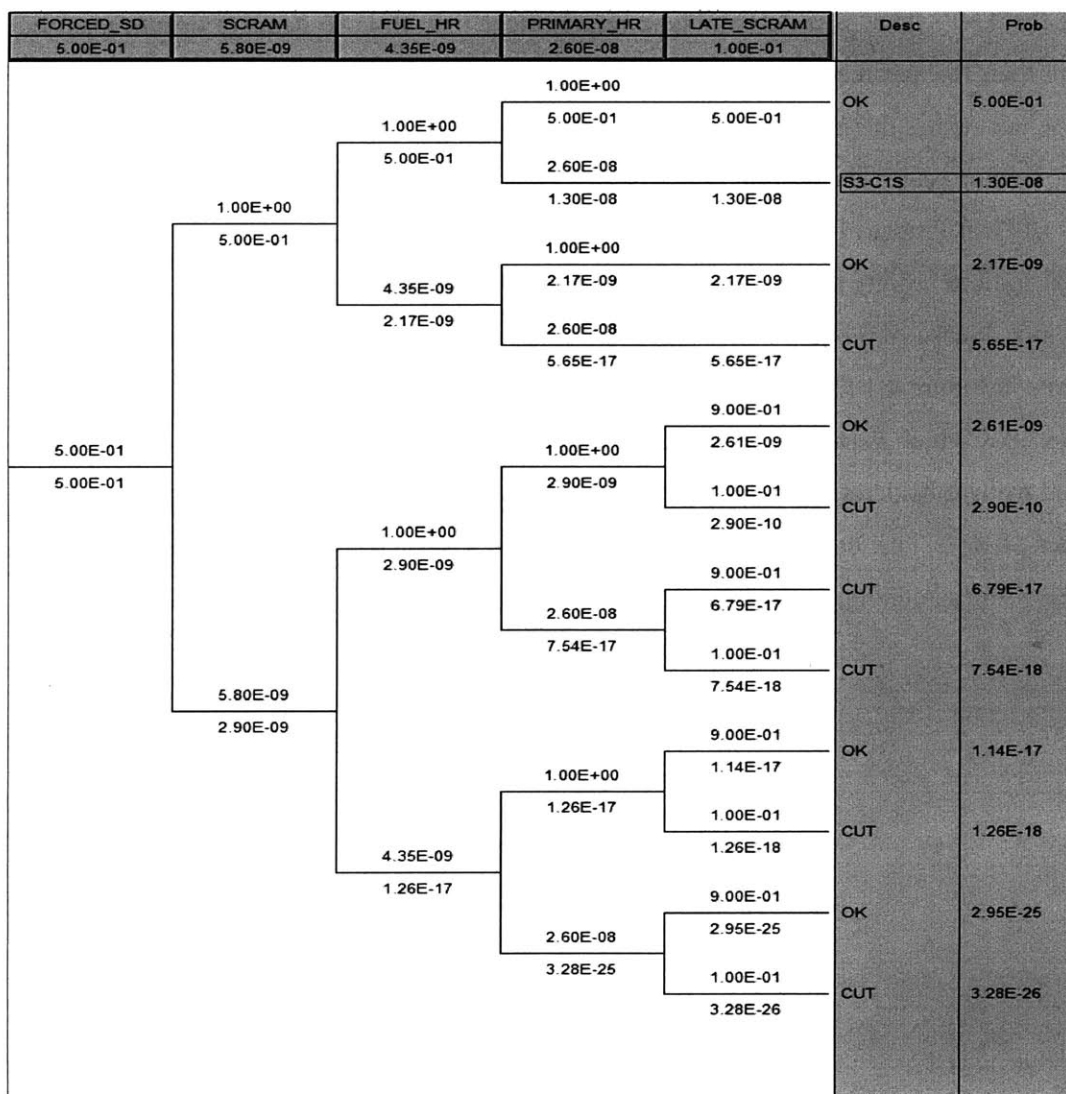 FORCED_SD SCRAM FUEL_HR PRIMARY_HR LATE_SCRAM Desc Prob
5.00E-01 5.80E-09 4.35E-09 2.60E-08 1.00E-01
1.00E+00
OK 5.00E-01
1.00E+00 5.00E-01 5.00E-01
5.00E-01 2.60E-08
S3-C1S 1.30E-08
1.00E+00 1.30E-08 1.30E-08
5.00E-01 1.00E+00
OK 2.17E-09
4.35E-09 2.17E-09 2.17E-09
2.17E-09 2.60E-08
CUT 5.65E-17
5.65E-17 5.65E-17
9.00E-01
OK 2.61E-09
5.00E-01 1.00E+00 2.61E-09
5.00E-01 2.90E-09 1.00E-01
CUT 2.90E-10
1.00E+00 2.90E-10
2.90E-09 9.00E-01
CUT 6.79E-17
2.60E-08 6.79E-17
7.54E-17 1.00E-01
CUT 7.54E-18
5.80E-09 7.54E-18
2.90E-09 9.00E-01
OK 1.14E-17
1.00E+00 1.14E-17
1.26E-17 1.00E-01
CUT 1.26E-18
4.35E-09 1.26E-18
1.26E-17 9.00E-01
OK 2.95E-25
2.60E-08 2.95E-25
3.28E-25 1.00E-01
CUT 3.28E-26
3.28E-26